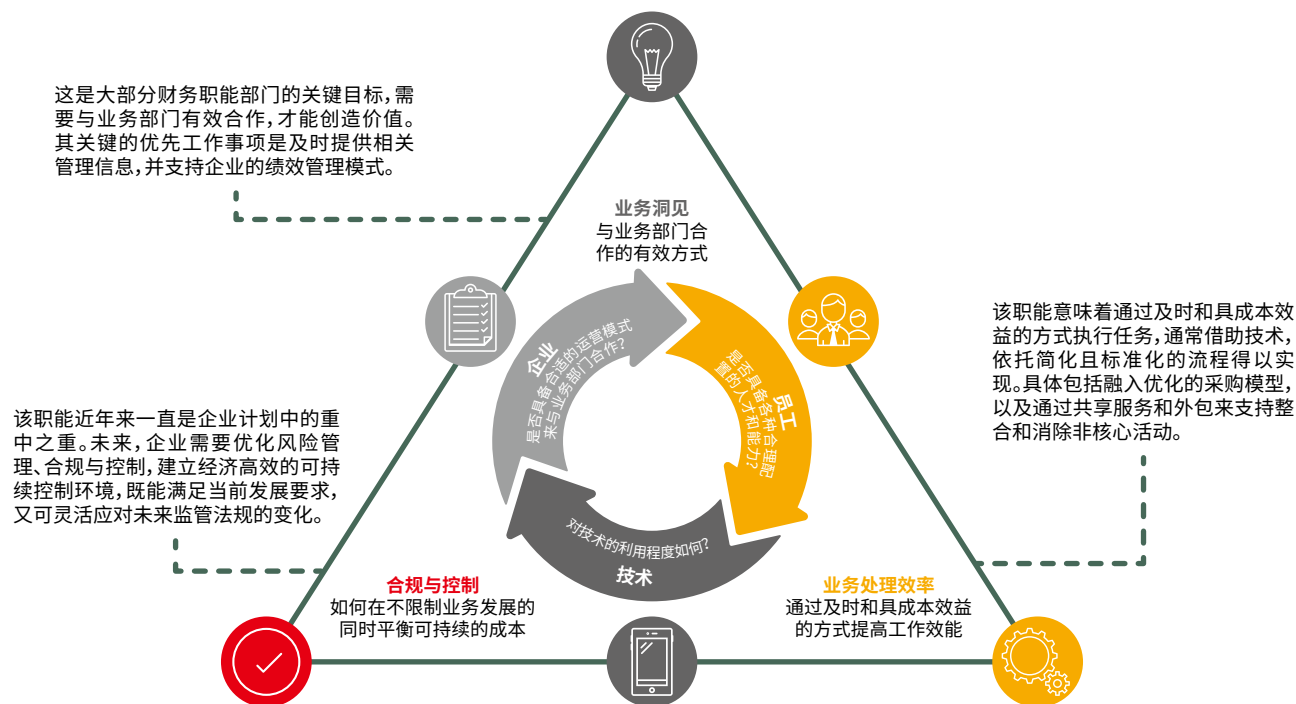 这是大部分财务职能部门的关键目标，需
要与业务部门有效合作，才能创造价值。
其关键的优先工作事项是及时提供相关
管理信息，并支持企业的绩效管理模式。
业务洞见
与业务部门合
作的有效方式
企业
是否具备合适的运营模式
来与业务部门合作？
员工
是否具备各种合理配
置的人才和能力？
对技术的利用程度如何？
技术
该职能意味着通过及时和具成本效
益的方式执行任务，通常借助技术，
依托简化且标准化的流程得以实
现。具体包括融入优化的采购模型，
以及通过共享服务和外包来支持整
合和消除非核心活动。
该职能近年来一直是企业计划中的重
中之重。未来，企业需要优化风险管
理、合规与控制，建立经济高效的可持
续控制环境，既能满足当前发展要求，
又可灵活应对未来监管法规的变化。
合规与控制
如何在不限制业务发展的
同时平衡可持续的成本
业务处理效率
通过及时和具成本效益
的方式提高工作效能